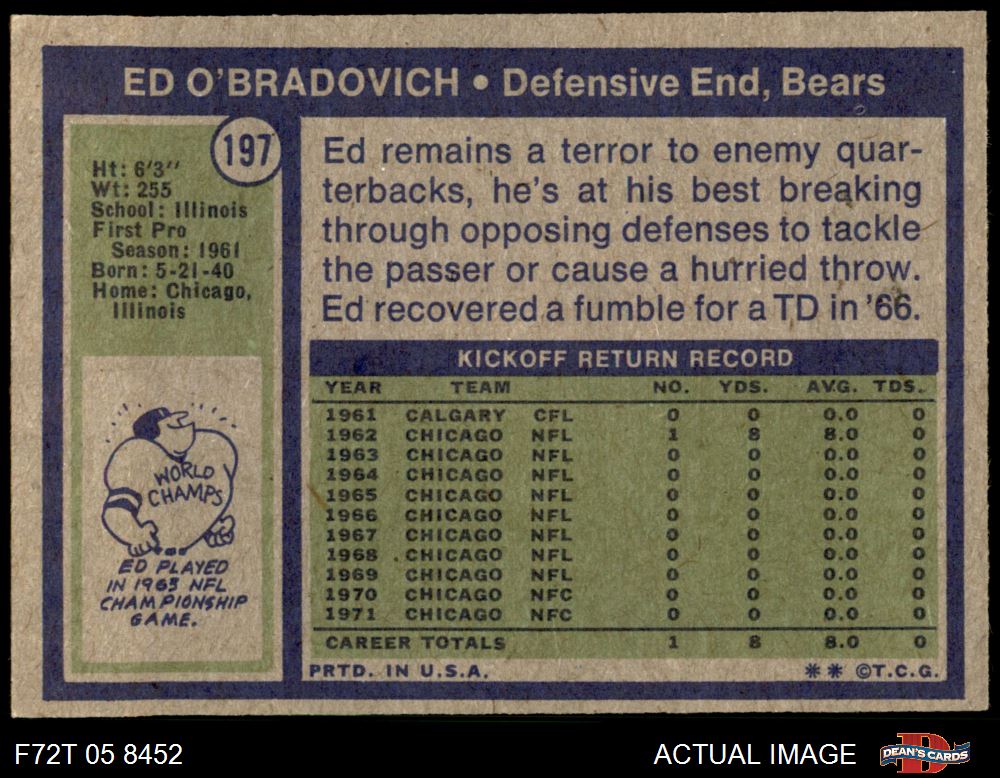 ED O'BRADOVICH • Defensive End, Bears
197
Ht: 6'3''
Wt: 255
School: Illinois
First Pro
Season: 1961
Born: 5-21-40
Home: Chicago,
Illinois
WORLD
CHAMPS
ED PLAYED
IN 1963 NFL
CHAMPIONSHIP
GAME.
Ed remains a terror to enemy quar-
terbacks, he's at his best breaking
through opposing defenses to tackle
the passer or cause a hurried throw.
Ed recovered a fumble for a TD in '66.
KICKOFF RETURN RECORD
YEAR TEAM NO. YDS. AVG. TDS.
1961 CALGARY CFL 0 0 0.0 0
1962 CHICAGO NFL 1 8 8.0 0
1963 CHICAGO NFL 0 0 0.0 0
1964 CHICAGO NFL 0 0 0.0 0
1965 CHICAGO NFL 0 0 0.0 0
1966 CHICAGO NFL 0 0 0.0 0
1967 CHICAGO NFL 0 0 0.0 0
1968 CHICAGO NFL 0 0 0.0 0
1969 CHICAGO NFL 0 0 0.0 0
1970 CHICAGO NFC 0 0 0.0 0
1971 CHICAGO NFC 0 0 0.0 0
CAREER TOTALS 1 8 8.0 0
PRTD. IN U.S.A. ** ©T.C.G.
F72T 05 8452 ACTUAL IMAGE DEAN'S CARDS